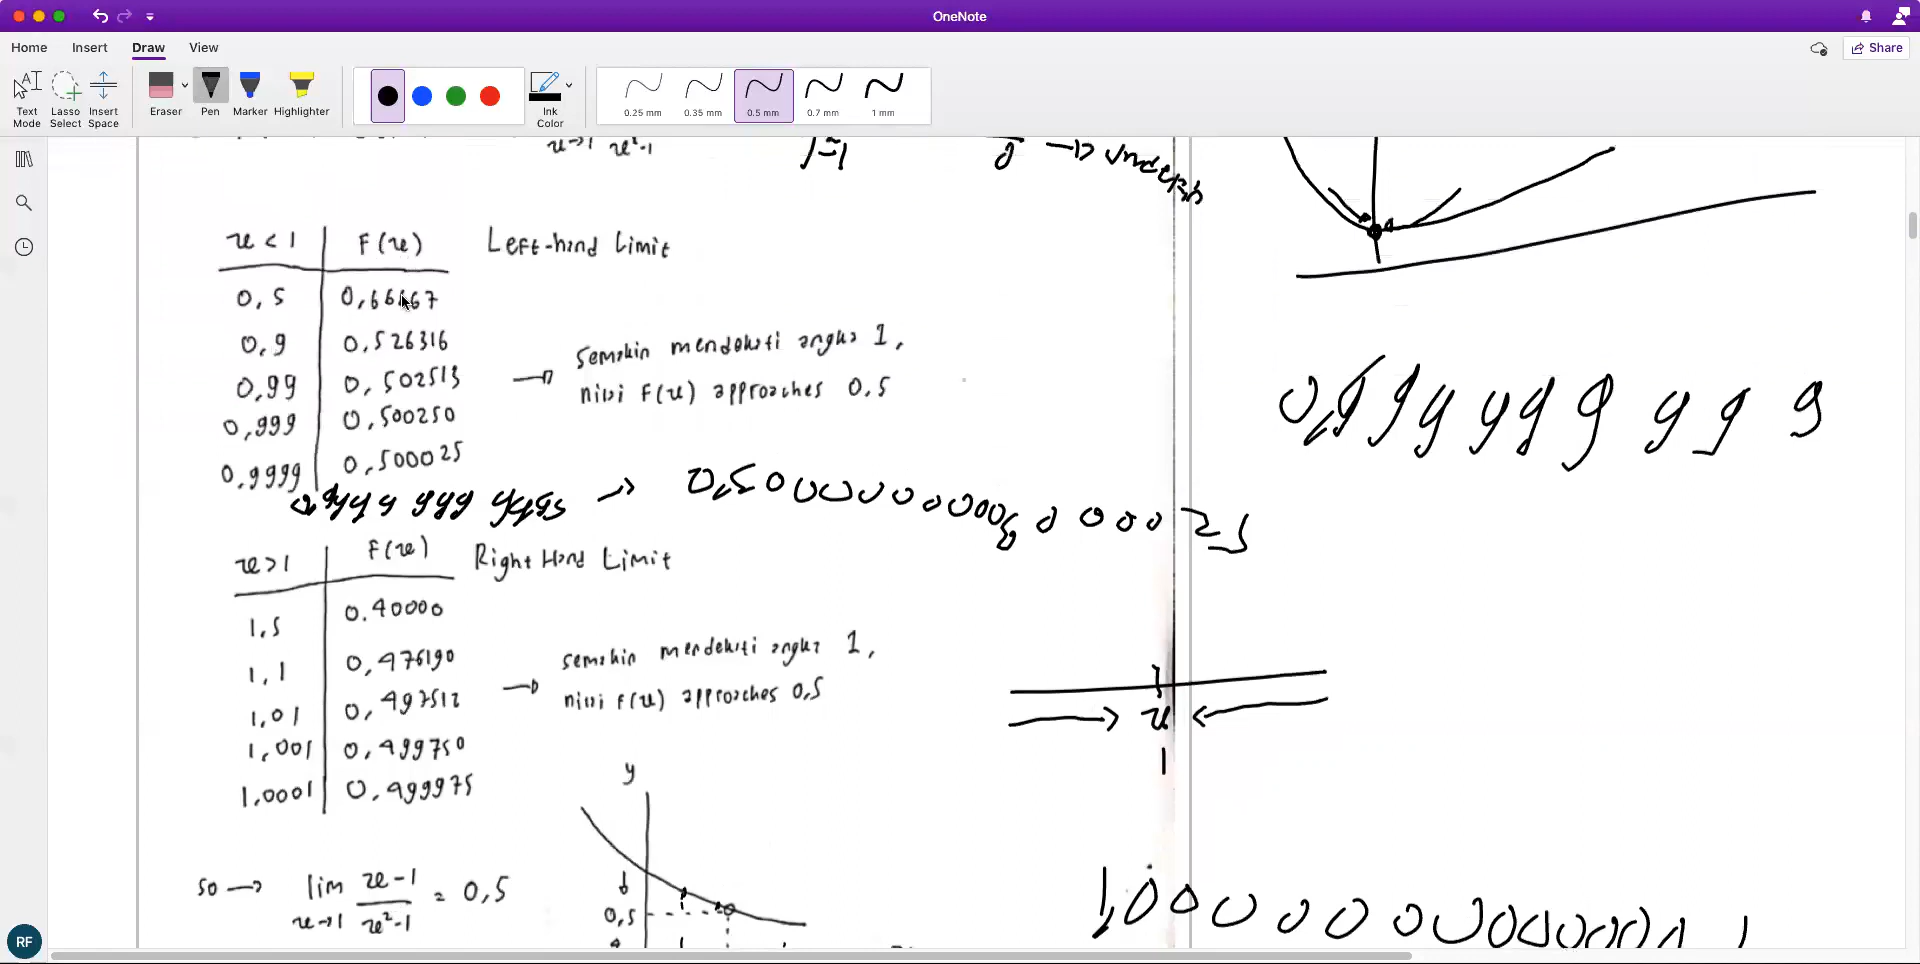 OneNote
Home Insert Draw View
Share
Text Mode
Lasso Select
Insert Space
Eraser
Pen
Marker
Highlighter
Ink Color
0.25 mm
0.35 mm
0.5 mm
0.7 mm
1 mm
x→1 x²-1
x < 1 F(x) Left-hand Limit
0,5 0,66667
0,9 0,526316
0,99 0,502513
0,999 0,500250
0,9999 0,500025
→ Semakin mendekati angka 1,
nilai F(x) approaches 0,5
x>1 F(x) Right Hand Limit
1,5 0.40000
1,1 0,476190
1,01 0,497512
1,001 0,499750
1,0001 0,499975
→ semakin mendekati angka 1,
nilai F(x) approaches 0,5
x
1
y
0,5
so → lim x-1 / x²-1 = 0,5
x→1
RF